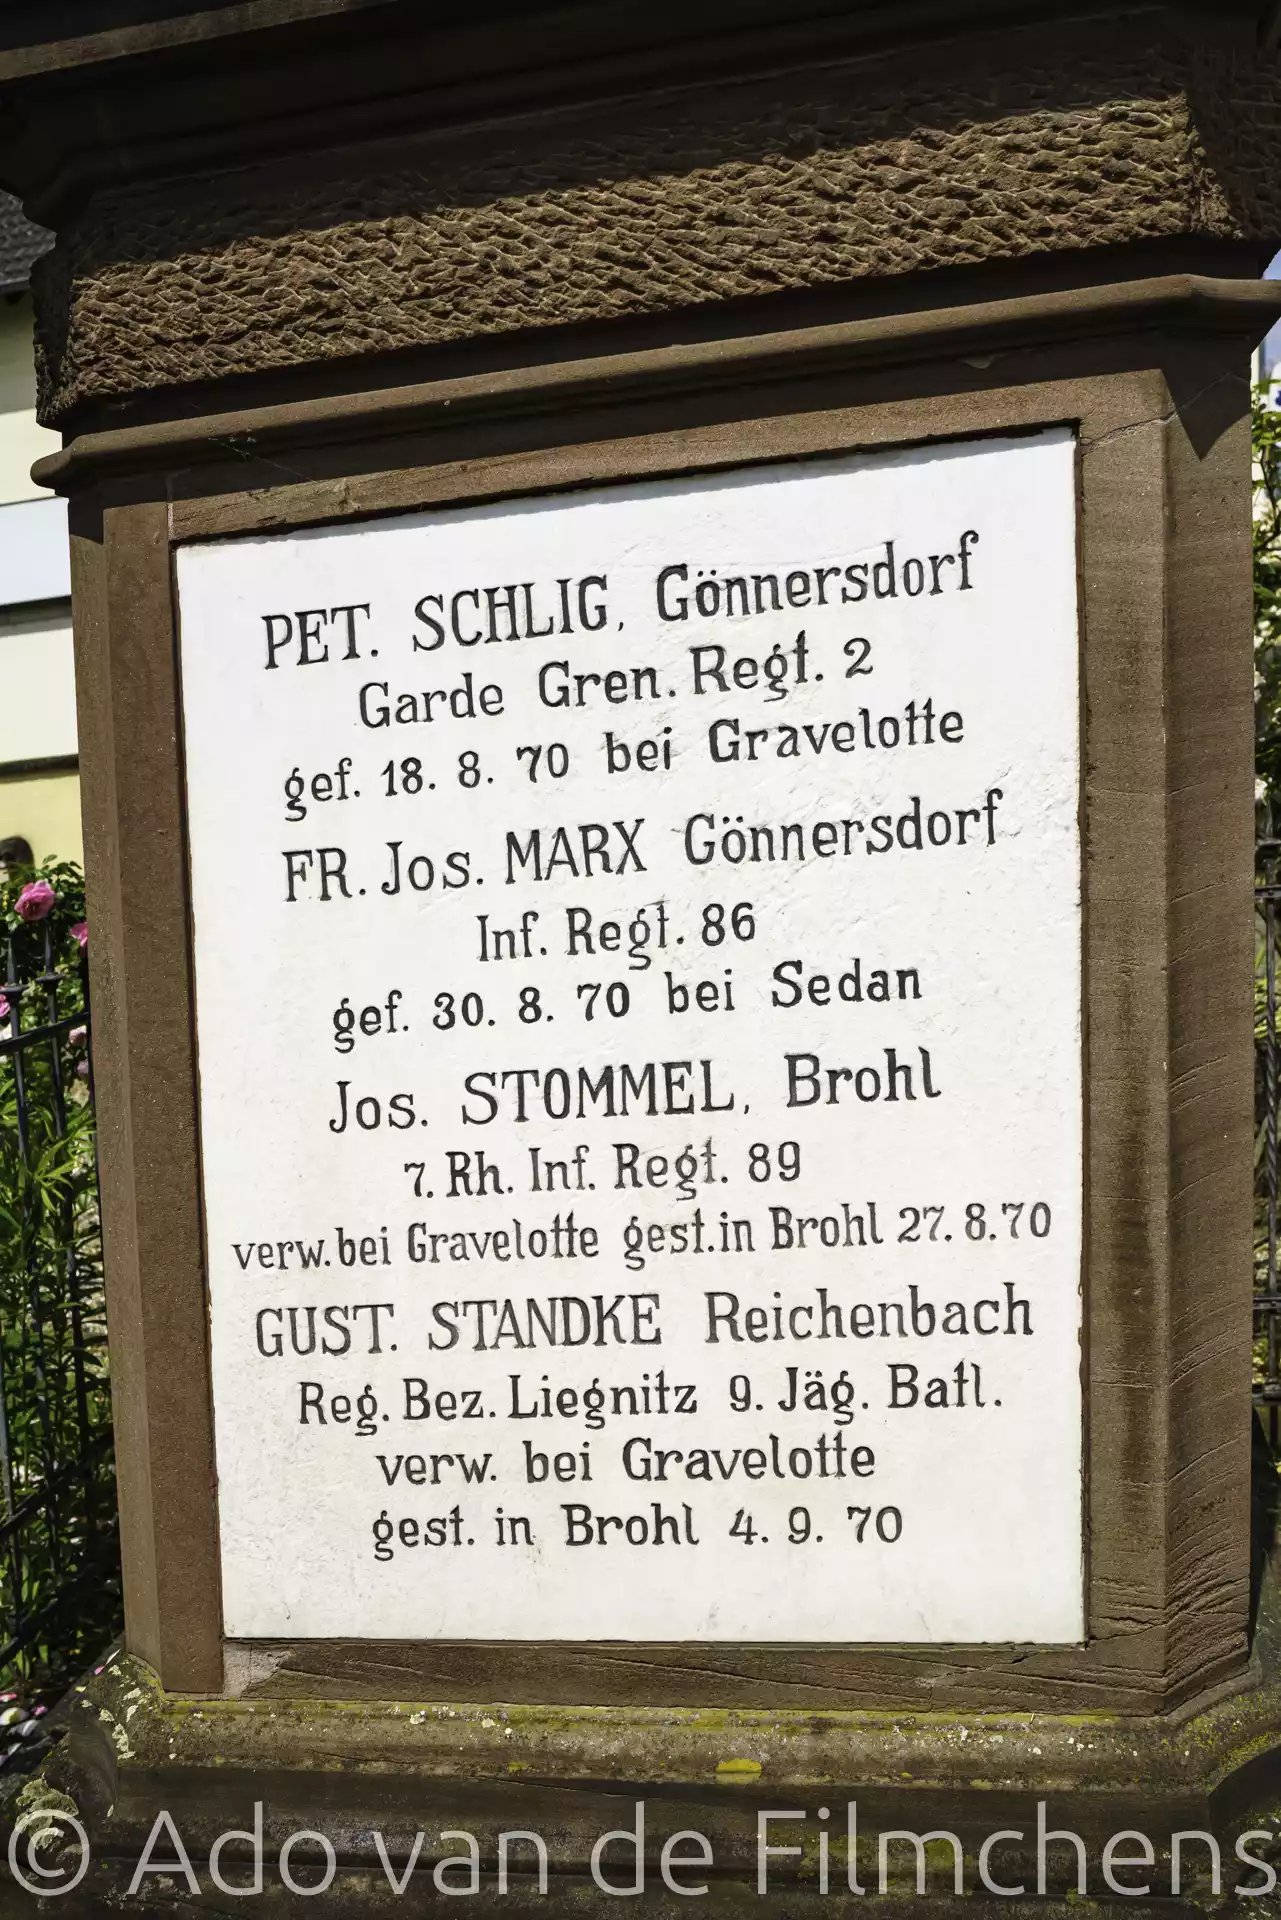 PET. SCHLIG, Gönnersdorf
Garde Gren. Regt. 2
gef. 18. 8. 70 bei Gravelotte
FR. Jos. MARX Gönnersdorf
Inf. Regt. 86
gef. 30. 8. 70 bei Sedan
Jos. STOMMEL, Brohl
7. Rh. Inf. Regt. 89
verw. bei Gravelotte gest. in Brohl 27. 8. 70
GUST. STANDKE Reichenbach
Reg. Bez. Liegnitz 9. Jäg. Batl.
verw. bei Gravelotte
gest. in Brohl 4. 9. 70
© Ado van de Filmchens